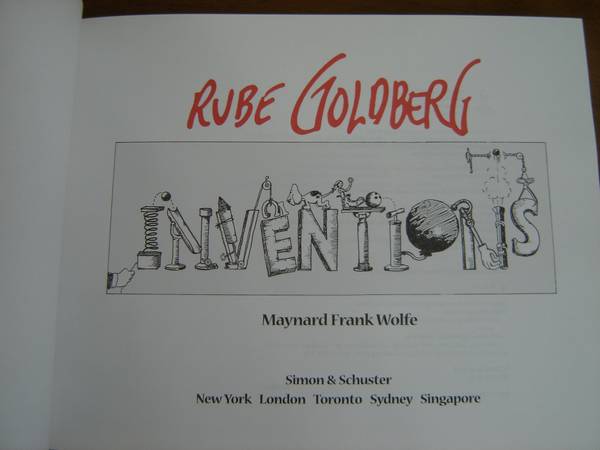 RUBE GOLDBERG
INVENTIONS
Maynard Frank Wolfe
Simon & Schuster
New York London Toronto Sydney Singapore